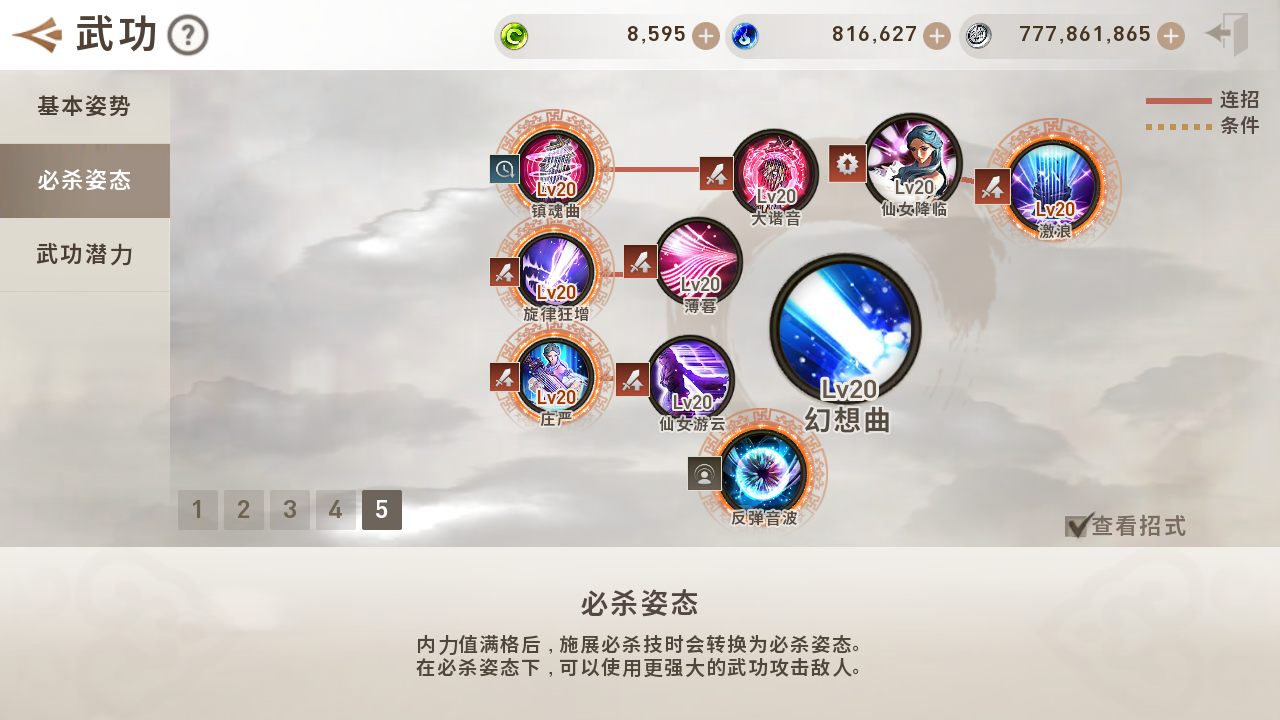 武功 ?
8,595
816,627
777,861,865
基本姿势
必杀姿态
武功潜力
连招
条件
Lv20
镇魂曲
Lv20
大谐音
Lv20
仙女降临
Lv20
激浪
Lv20
旋律狂增
Lv20
薄暮
Lv20
庄严
Lv20
仙女游云
Lv20
幻想曲
反弹音波
1 2 3 4 5
查看招式
必杀姿态
内力值满格后,施展必杀技时会转换为必杀姿态。
在必杀姿态下,可以使用更强大的武功攻击敌人。